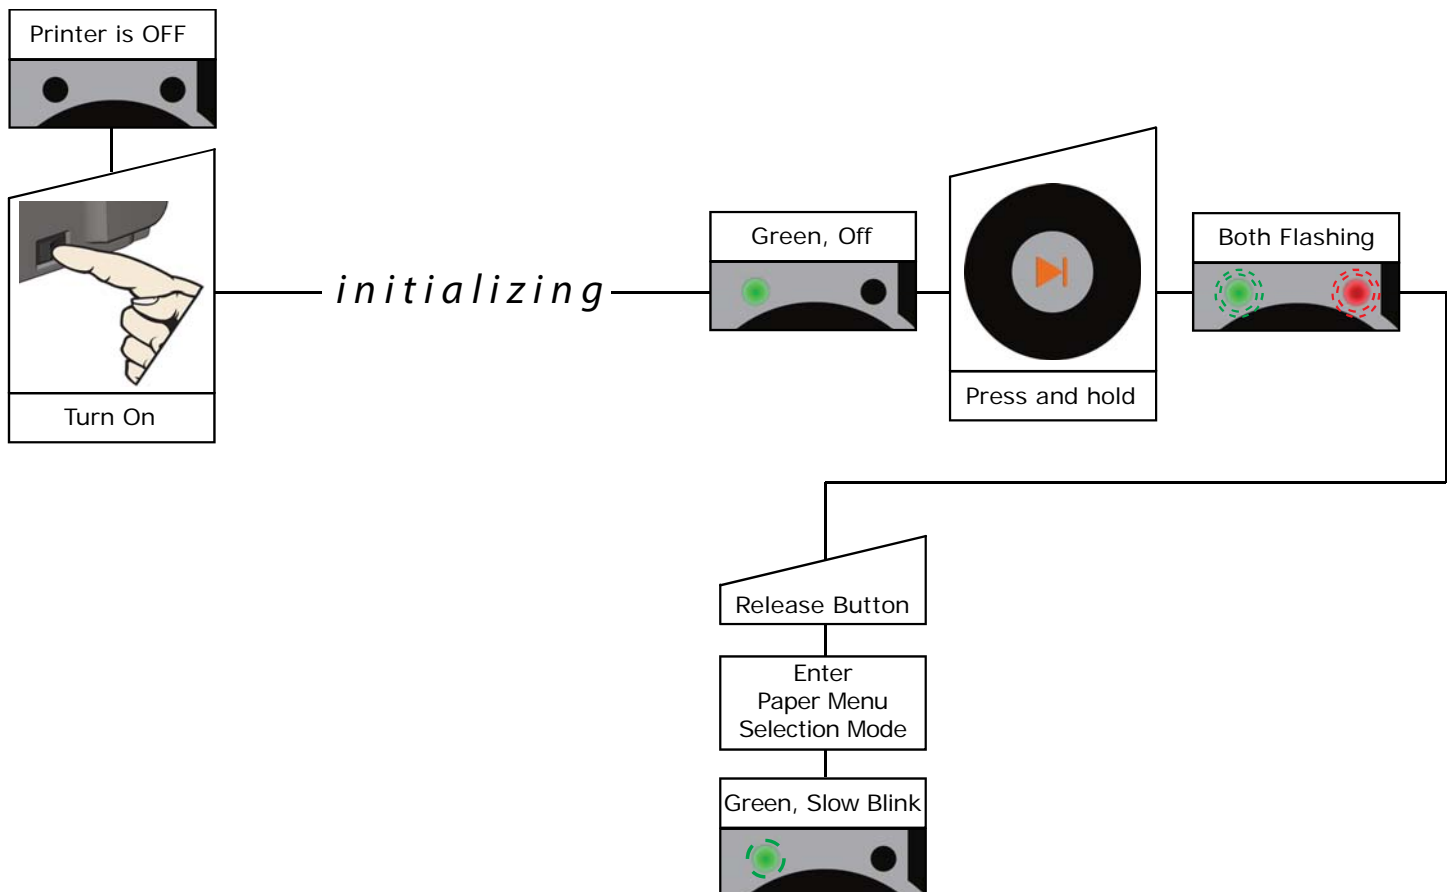 Printer is OFF
Turn On
initializing
Green, Off
Press and hold
Both Flashing
Release Button
Enter
Paper Menu
Selection Mode
Green, Slow Blink